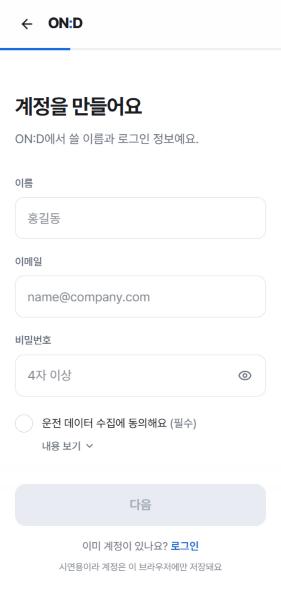 ON:D
계정을 만들어요
ON:D에서 쓸 이름과 로그인 정보예요.
이름
홍길동
이메일
name@company.com
비밀번호
4자 이상
운전 데이터 수집에 동의해요 (필수)
내용 보기
다음
이미 계정이 있나요? 로그인
시연용이라 계정은 이 브라우저에만 저장돼요